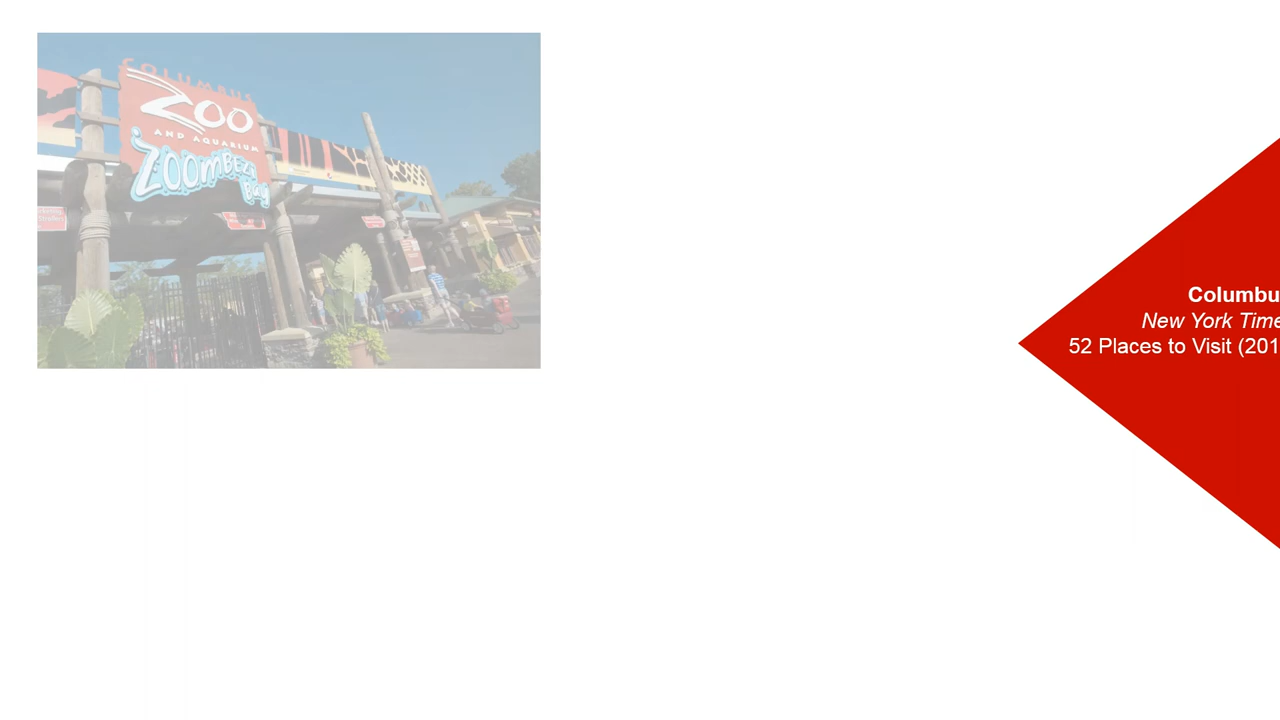 COLUMBUS
ZOO
AND AQUARIUM
ZOOMBEZI
Bay
Columbu
New York Time
52 Places to Visit (201